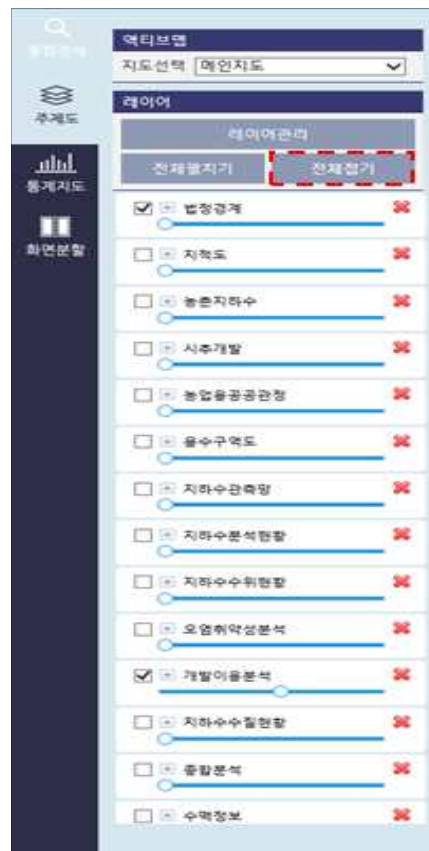 통합검색
주제도
통계지도
화면분할
액티브맵
지도선택 메인지도
레이어
레이어관리
전체펼치기 전체접기
법정경계
지적도
농촌지하수
시추개발
농업용공공관정
용수구역도
지하수관측망
지하수분석현황
지하수수위현황
오염취약성분석
개발이용분석
지하수수질현황
종합분석
수맥정보